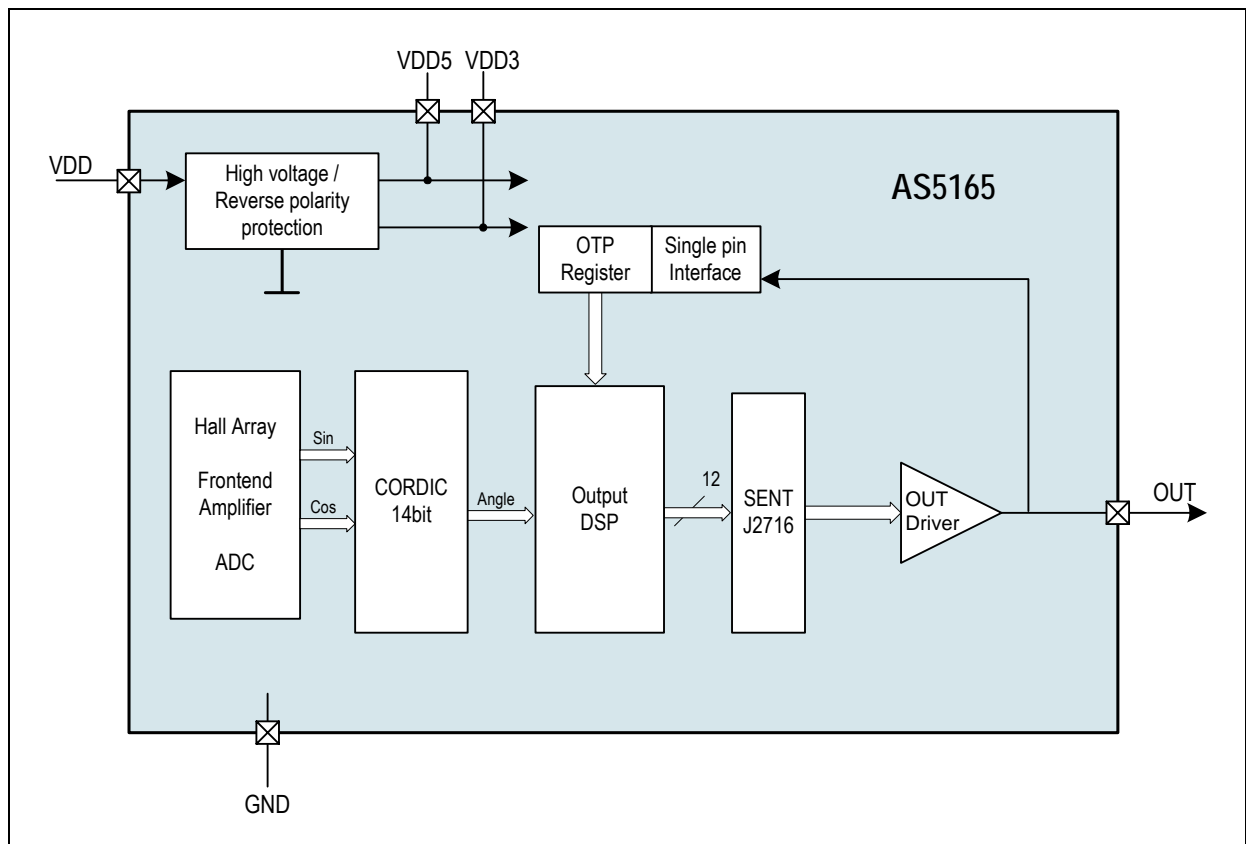 VDD5
VDD3
VDD
High voltage /
Reverse polarity
protection
AS5165
OTP
Register
Single pin
Interface
Hall Array
Frontend
Amplifier
ADC
Sin
Cos
CORDIC
14bit
Angle
Output
DSP
12
SENT
J2716
OUT
Driver
OUT
GND